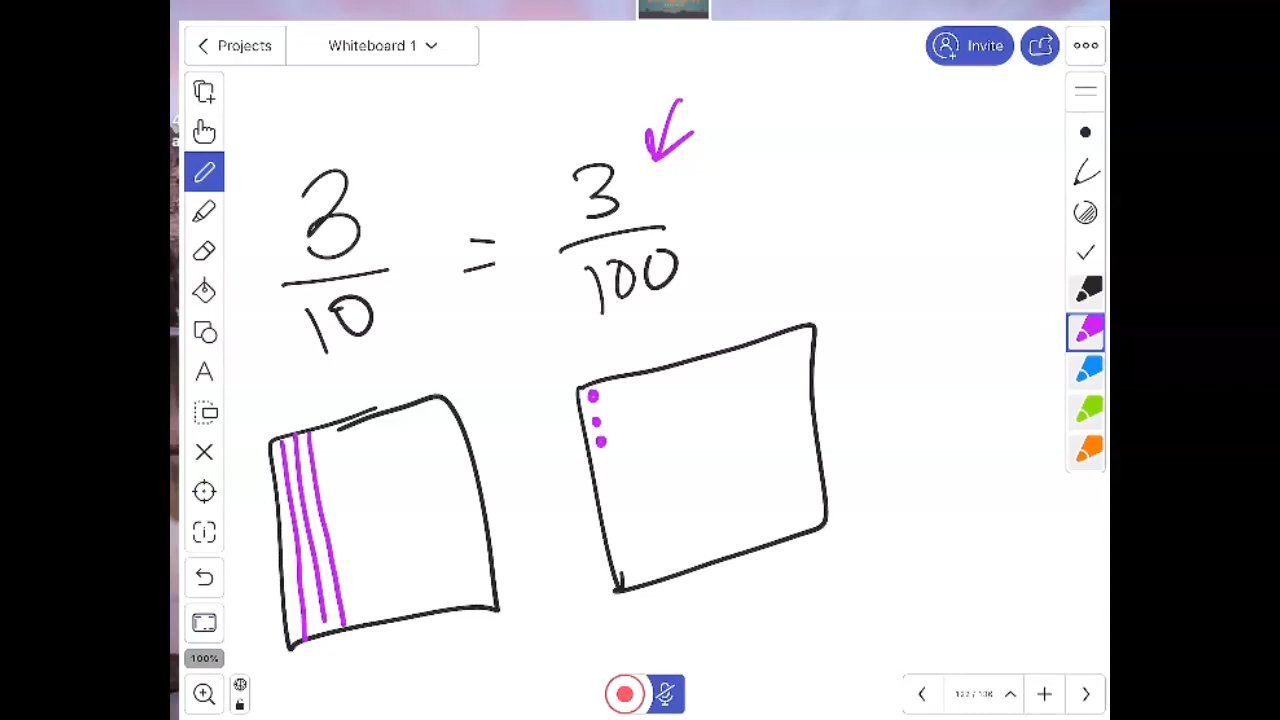 Projects
Whiteboard 1
Invite
3/10 = 3/100
A
100%